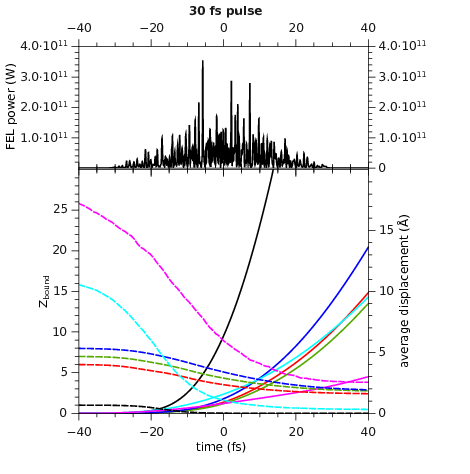 30 fs pulse
−40 −20 0 20 40
4.0·10¹¹ 4.0·10¹¹
3.0·10¹¹ 3.0·10¹¹
2.0·10¹¹ 2.0·10¹¹
1.0·10¹¹ 1.0·10¹¹
0
FEL power (W)
25
20
15
10
5
0
Z_bound
15
10
5
0
average displacement (Å)
−40 −20 0 20 40
time (fs)